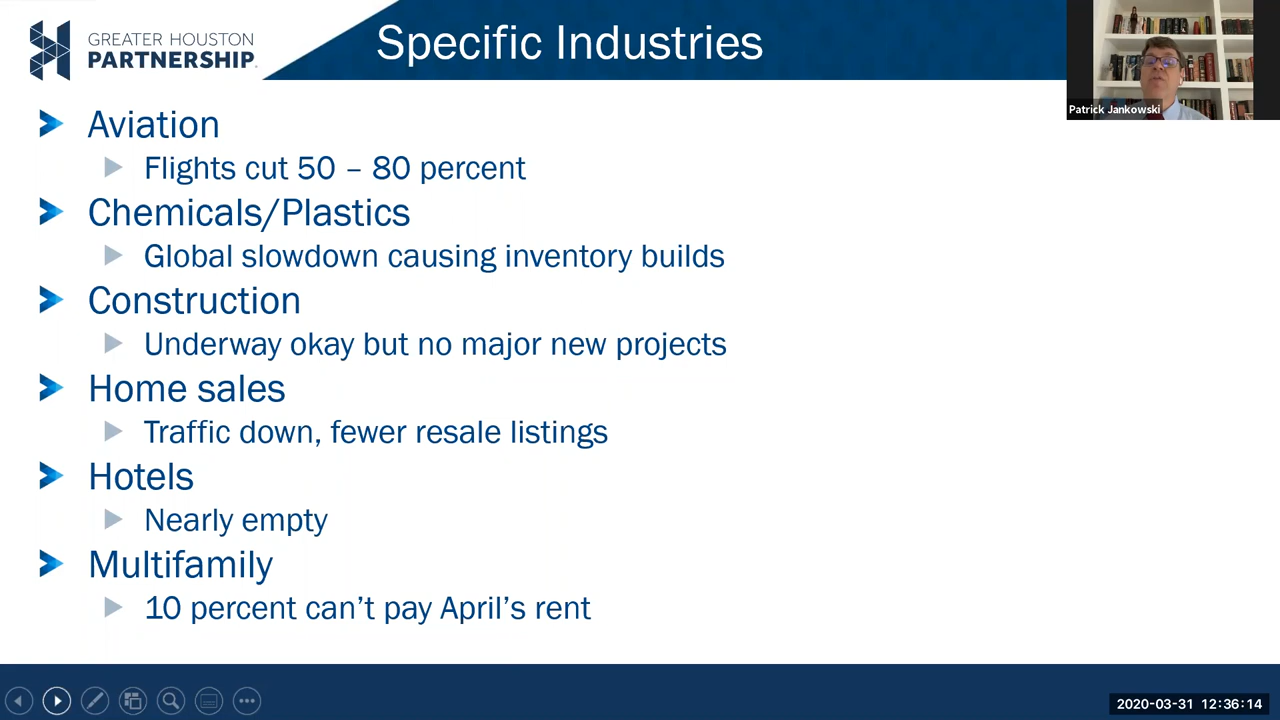 GREATER HOUSTON
PARTNERSHIP
Specific Industries
Patrick Jankowski
Aviation
Flights cut 50 – 80 percent
Chemicals/Plastics
Global slowdown causing inventory builds
Construction
Underway okay but no major new projects
Home sales
Traffic down, fewer resale listings
Hotels
Nearly empty
Multifamily
10 percent can't pay April's rent
2020-03-31 12:36:14